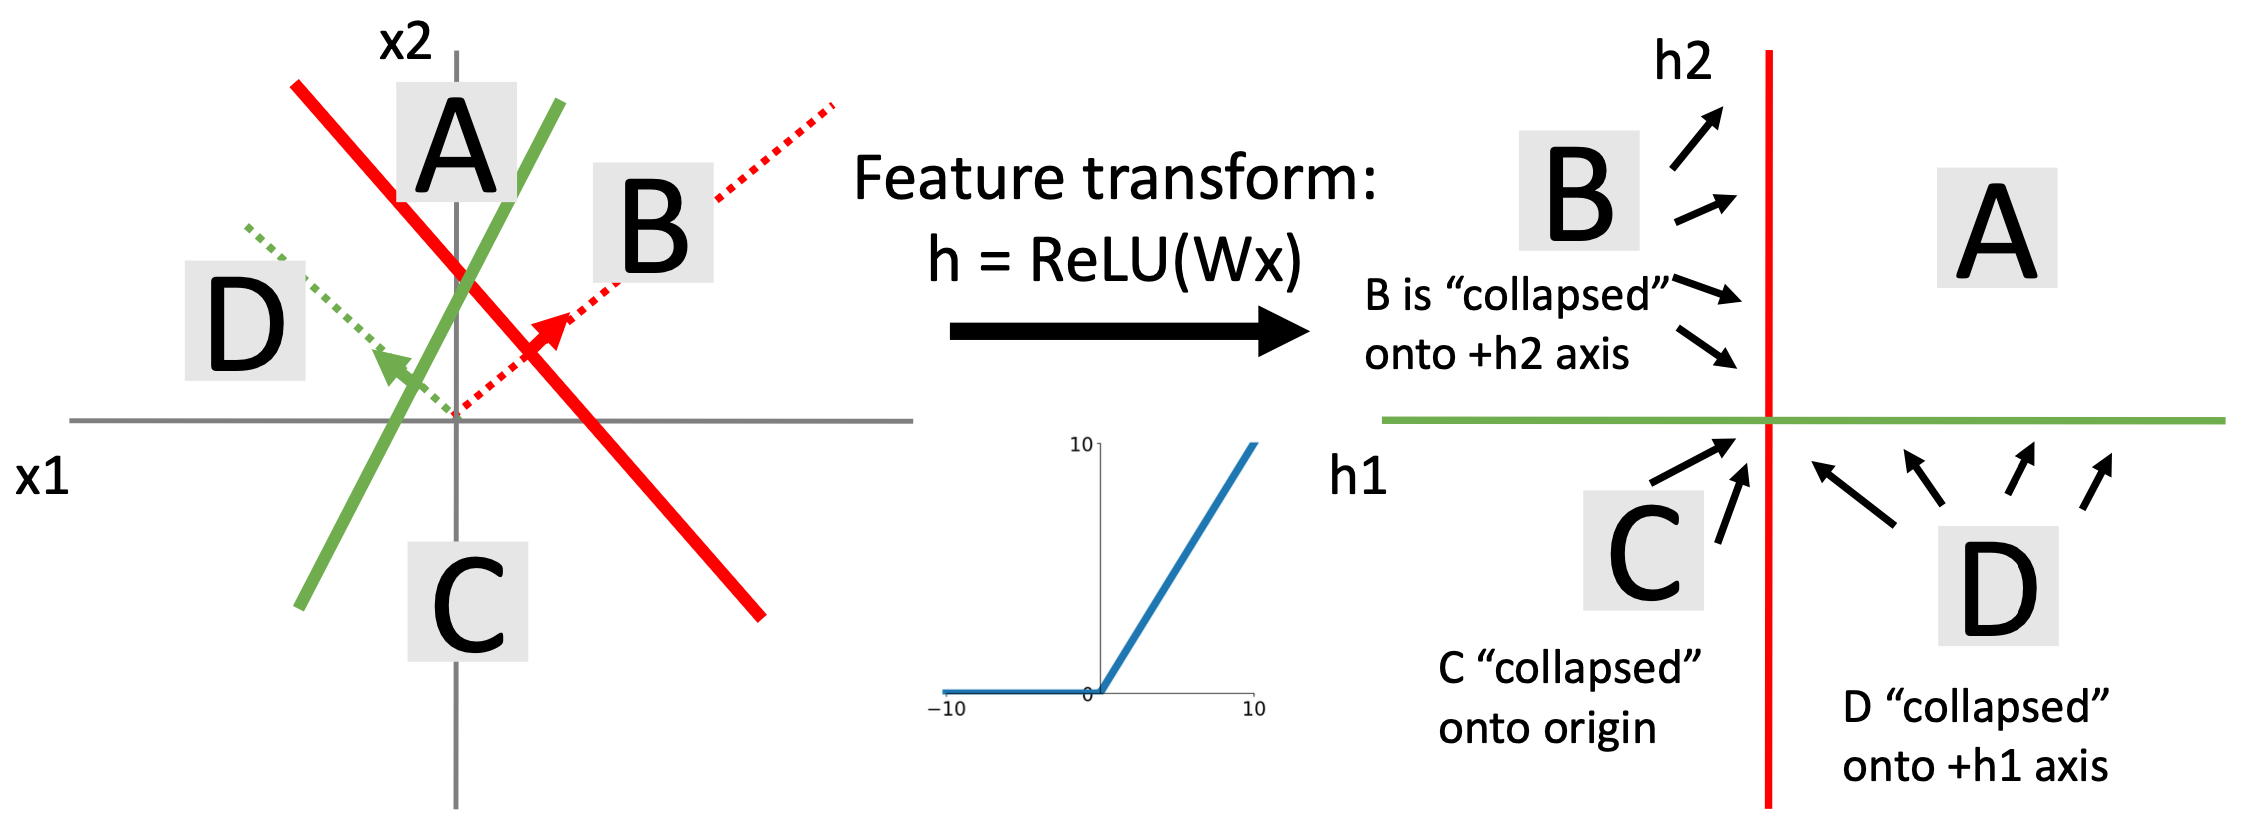 x2
A
B
D
x1
C
Feature transform:
h = ReLU(Wx)
10
0
−10
10
h2
B
A
B is “collapsed”
onto +h2 axis
h1
C
D
C “collapsed”
onto origin
D “collapsed”
onto +h1 axis